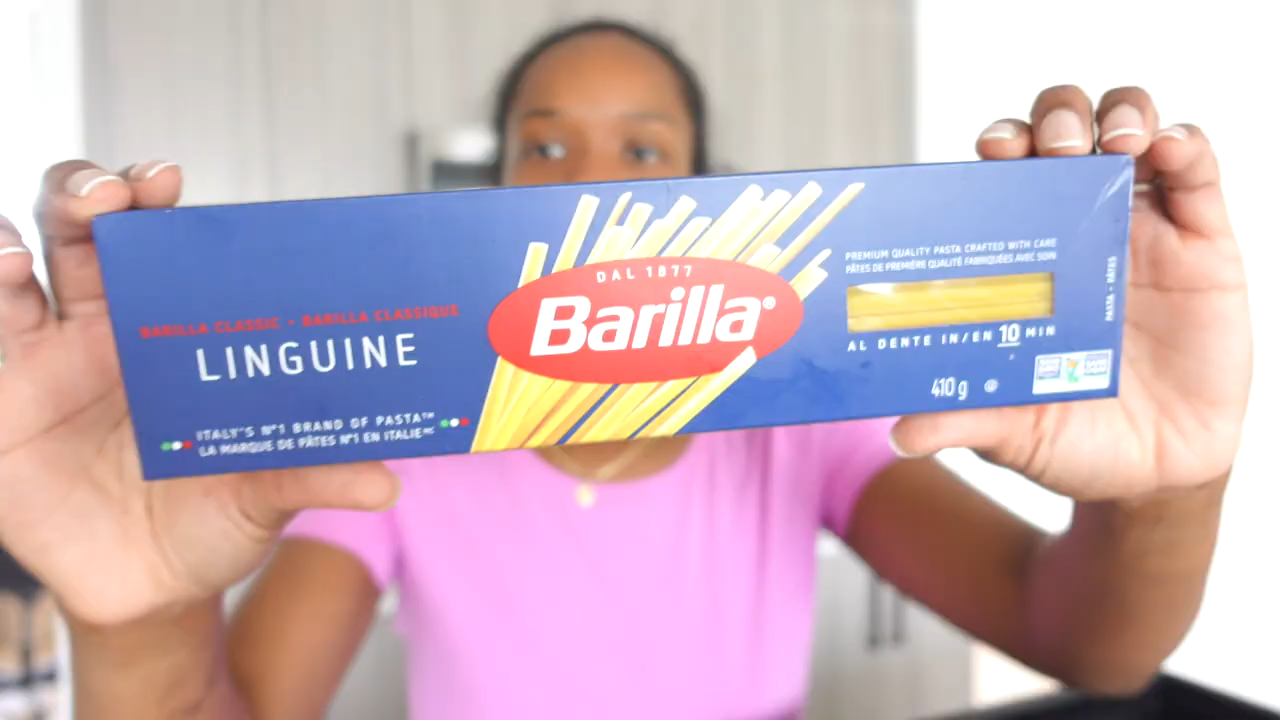 BARILLA CLASSIC • BARILLA CLASSIQUE
LINGUINE
ITALY'S Nº1 BRAND OF PASTA™
LA MARQUE DE PÂTES Nº1 EN ITALIE MC
DAL 1877
Barilla®
PREMIUM QUALITY PASTA CRAFTED WITH CARE
PÂTES DE PREMIÈRE QUALITÉ FABRIQUÉES AVEC SOIN
AL DENTE IN/EN 10 MIN
410 g
PASTA • PÂTES